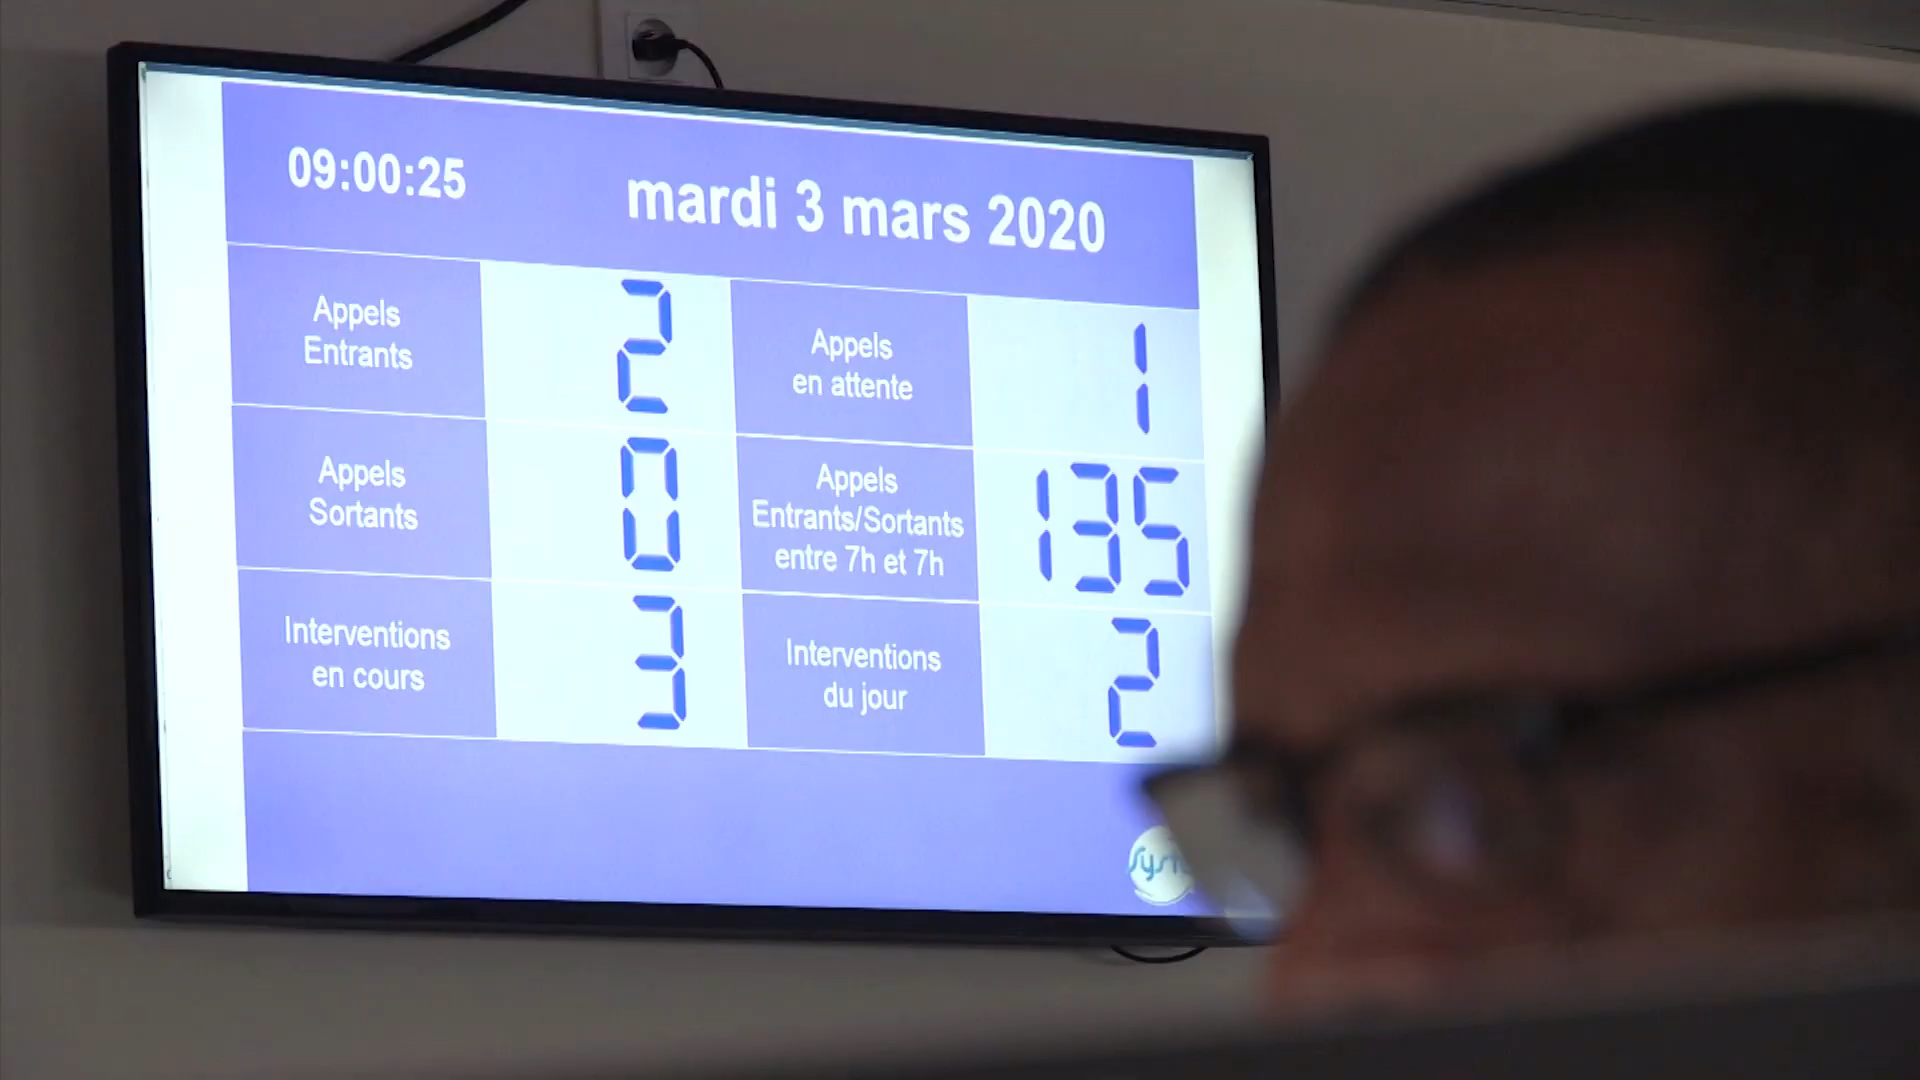 09:00:25
mardi 3 mars 2020
Appels
Entrants
2
Appels
en attente
1
Appels
Sortants
0
Appels
Entrants/Sortants
entre 7h et 7h
135
Interventions
en cours
3
Interventions
du jour
2